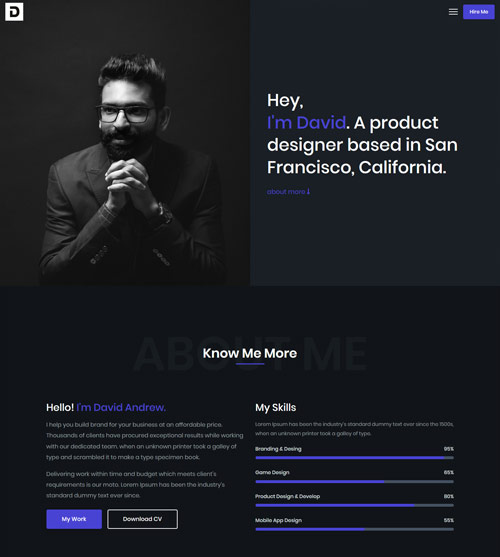 D
Hire Me
Hey,
I'm David. A product
designer based in San
Francisco, California.
about more
ABOUT ME
Know Me More
Hello! I'm David Andrew.
I help you build brand for your business at an affordable price.
Thousands of clients have procured exceptional results while working
with our dedicated team. when an unknown printer took a galley of
type and scrambled it to make a type specimen book.
Delivering work within time and budget which meets client's
requirements is our moto. Lorem Ipsum has been the industry's
standard dummy text ever since.
My Work
Download CV
My Skills
Lorem Ipsum has been the industry's standard dummy text ever since the 1500s,
when an unknown printer took a galley of type.
Branding & Desing 95%
Game Design 65%
Product Design & Develop 80%
Mobile App Design 55%